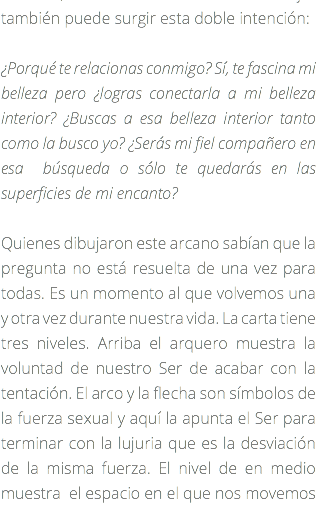 también puede surgir esta doble intención:
¿Porqué te relacionas conmigo? Sí, te fascina mi
belleza pero ¿logras conectarla a mi belleza
interior? ¿Buscas a esa belleza interior tanto
como la busco yo? ¿Serás mi fiel compañero en
esa búsqueda o sólo te quedarás en las
superficies de mi encanto?
Quienes dibujaron este arcano sabían que la
pregunta no está resuelta de una vez para
todas. Es un momento al que volvemos una
y otra vez durante nuestra vida. La carta tiene
tres niveles. Arriba el arquero muestra la
voluntad de nuestro Ser de acabar con la
tentación. El arco y la flecha son símbolos de
la fuerza sexual y aquí la apunta el Ser para
terminar con la lujuria que es la desviación
de la misma fuerza. El nivel de en medio
muestra el espacio en el que nos movemos